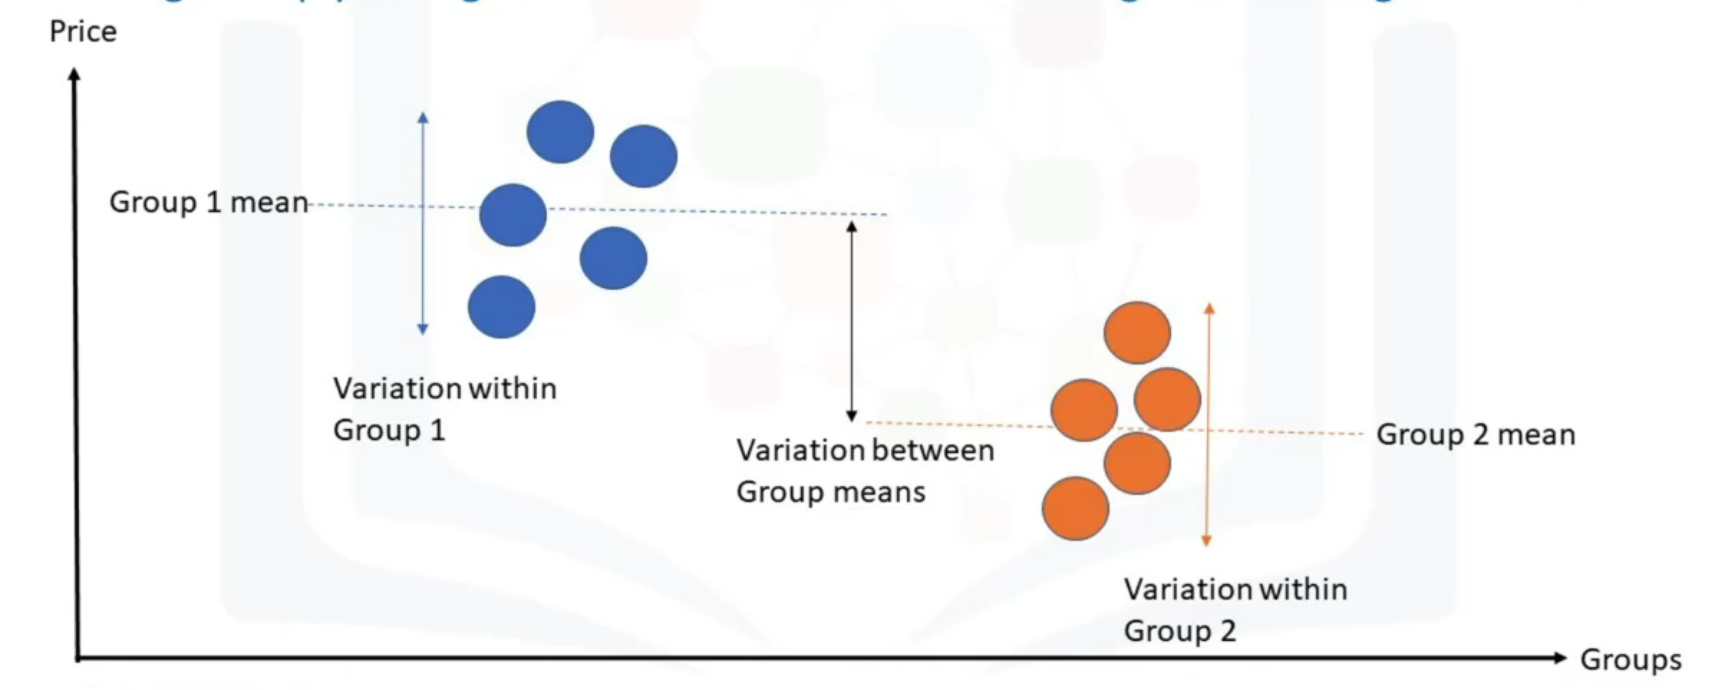 Price
Group 1 mean
Variation within
Group 1
Variation between
Group means
Group 2 mean
Variation within
Group 2
Groups